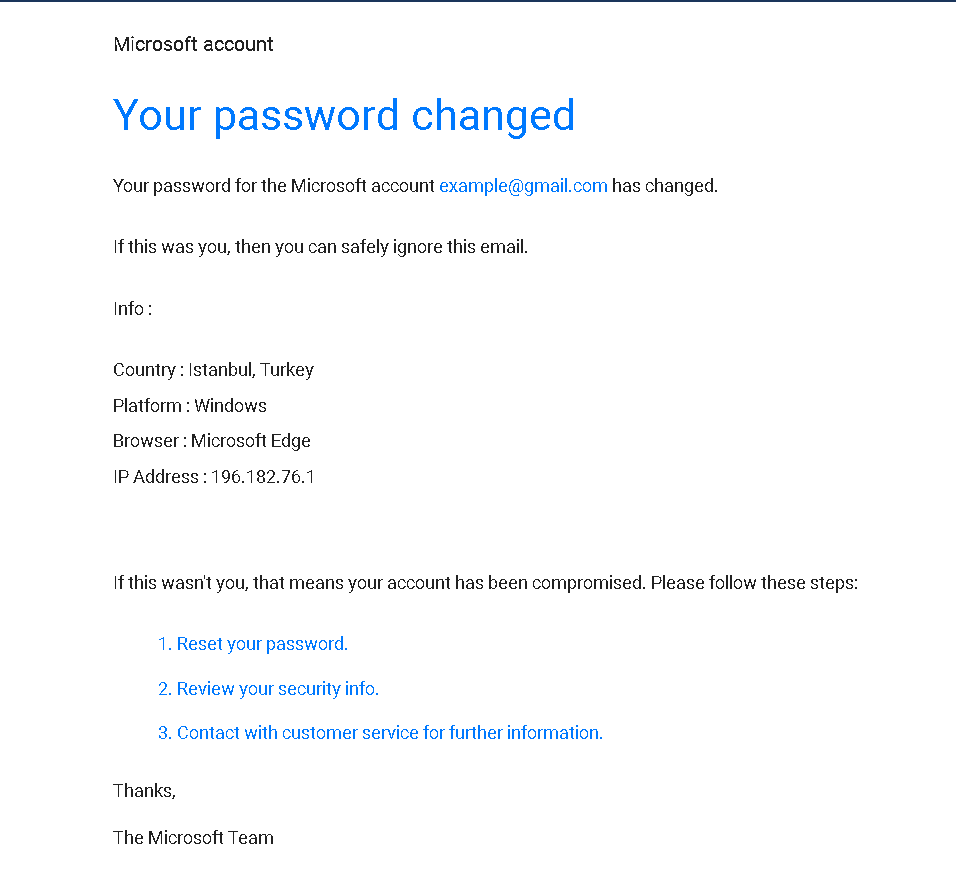 Microsoft account
Your password changed
Your password for the Microsoft account example@gmail.com has changed.
If this was you, then you can safely ignore this email.
Info :
Country : Istanbul, Turkey
Platform : Windows
Browser : Microsoft Edge
IP Address : 196.182.76.1
If this wasn't you, that means your account has been compromised. Please follow these steps:
1. Reset your password.
2. Review your security info.
3. Contact with customer service for further information.
Thanks,
The Microsoft Team